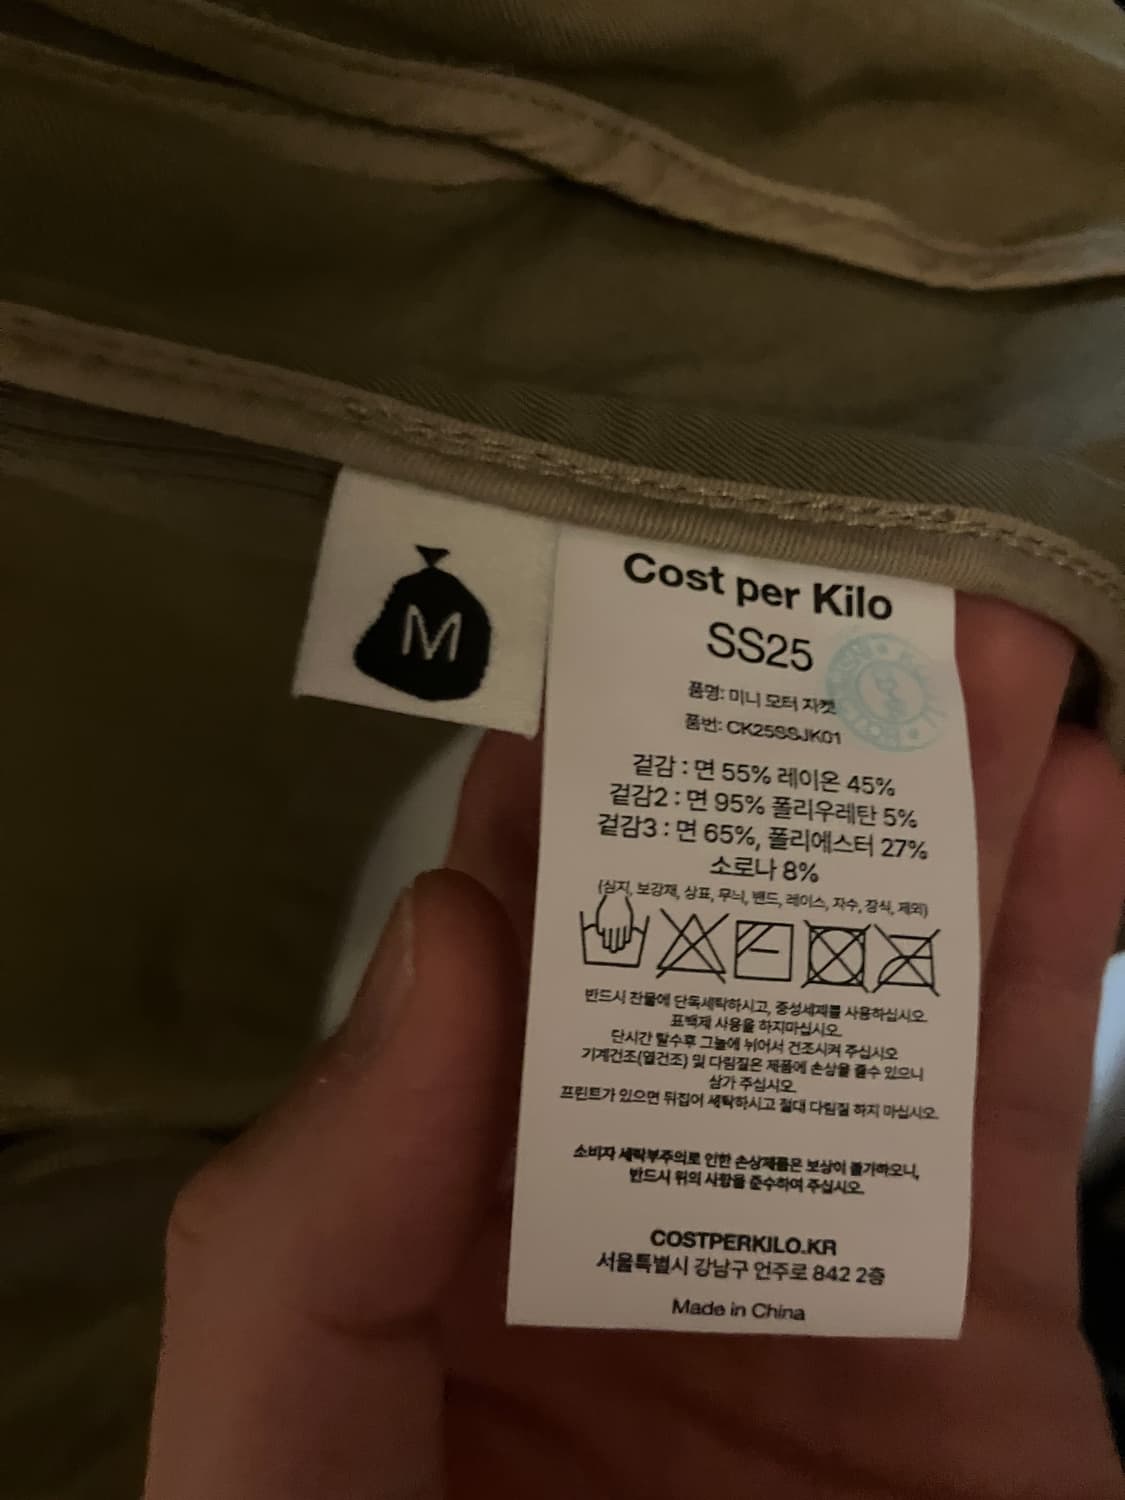 M
Cost per Kilo
SS25
품명: 미니 모터 자켓
품번: CK25SSJK01
겉감 : 면 55% 레이온 45%
겉감2 : 면 95% 폴리우레탄 5%
겉감3 : 면 65%, 폴리에스터 27%
소로나 8%
(심지, 보강재, 상표, 무늬, 밴드, 레이스, 자수, 장식, 제외)
반드시 찬물에 단독세탁하시고, 중성세제를 사용하십시오.
표백제 사용을 하지마십시오.
단시간 탈수후 그늘에 뉘어서 건조시켜 주십시오
기계건조(열건조) 및 다림질은 제품에 손상을 줄수 있으니
삼가 주십시오.
프린트가 있으면 뒤집어 세탁하시고 절대 다림질 하지 마십시오.
소비자 세탁부주의로 인한 손상제품은 보상이 불가하오니,
반드시 위의 사항을 준수하여 주십시오.
COSTPERKILO.KR
서울특별시 강남구 언주로 842 2층
Made in China